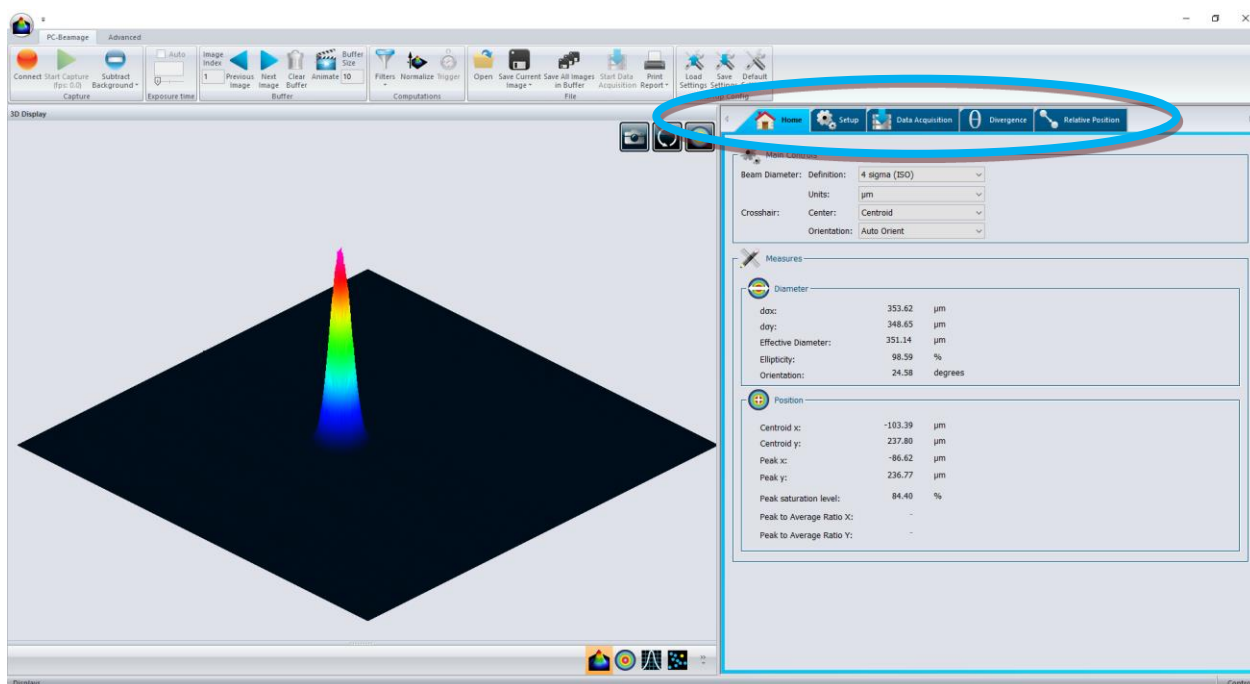 PC-Beamage Advanced
Connect Start Capture (fps: 0.0) Subtract Background
Capture
Auto
Exposure time
Image Index 1 Previous Image Next Image Clear Buffer Animate Buffer Size 10
Buffer
Filters Normalize Trigger
Computations
Open Save Current Image Save All Images in Buffer Start Data Acquisition Print Report
File
Load Settings Save Settings Default
Config
3D Display
Home Setup Data Acquisition Divergence Relative Position
Main Controls
Beam Diameter: Definition: 4 sigma (ISO)
Units: µm
Crosshair: Center: Centroid
Orientation: Auto Orient
Measures
Diameter
dσx: 353.62 µm
dσy: 348.65 µm
Effective Diameter: 351.14 µm
Ellipticity: 98.59 %
Orientation: 24.58 degrees
Position
Centroid x: -103.39 µm
Centroid y: 237.80 µm
Peak x: -86.62 µm
Peak y: 236.77 µm
Peak saturation level: 84.40 %
Peak to Average Ratio X: -
Peak to Average Ratio Y: -
Displays